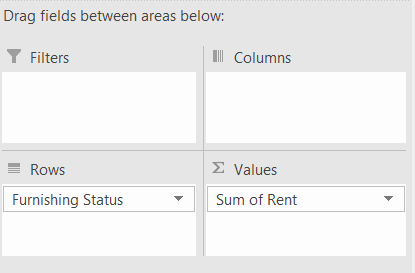 Drag fields between areas below:
Filters
Columns
Rows
Values
Furnishing Status
Sum of Rent